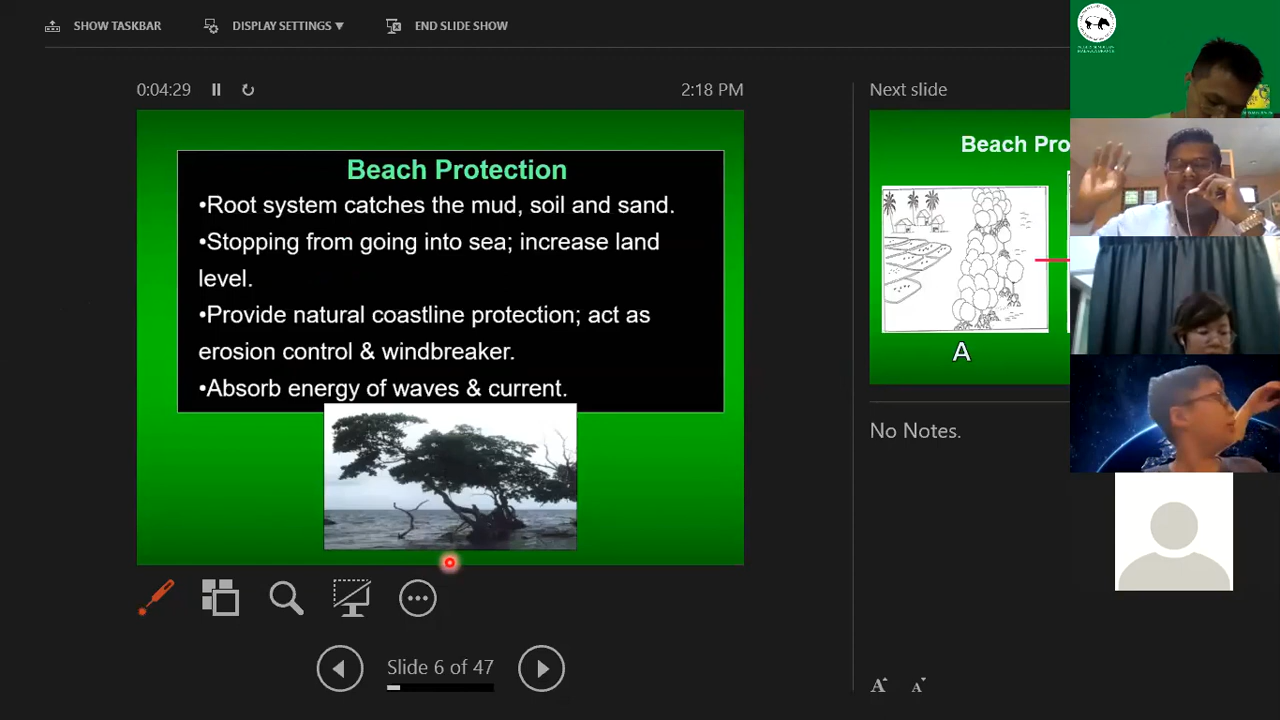 SHOW TASKBAR
DISPLAY SETTINGS ▼
END SLIDE SHOW
0:04:29
2:18 PM
Beach Protection
•Root system catches the mud, soil and sand.
•Stopping from going into sea; increase land
level.
•Provide natural coastline protection; act as
erosion control & windbreaker.
•Absorb energy of waves & current.
Slide 6 of 47
Next slide
Beach Pro
A
No Notes.
A
A